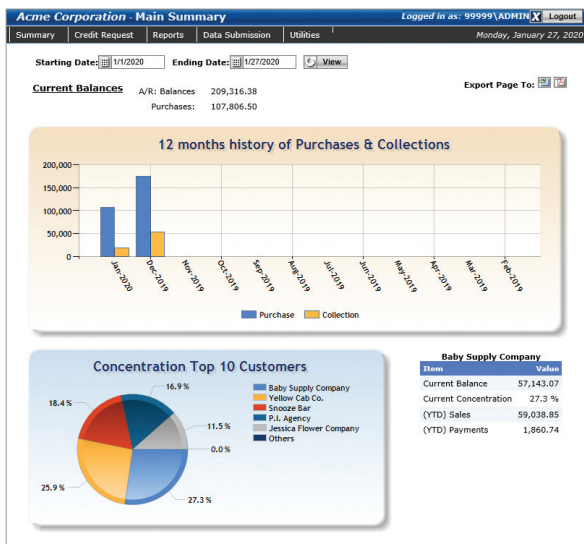 Acme Corporation - Main Summary
Logged in as: 99999\ADMIN X Logout
Summary Credit Request Reports Data Submission Utilities Monday, January 27, 2020
Starting Date: 1/1/2020 Ending Date: 1/27/2020 View
Export Page To:
Current Balances A/R: Balances 209,316.38
Purchases: 107,806.50
12 months history of Purchases & Collections
200,000
150,000
100,000
50,000
0
Jan-2020 Dec-2019 Nov-2019 Oct-2019 Sep-2019 Aug-2019 Jul-2019 Jun-2019 May-2019 Apr-2019 Mar-2019 Feb-2019
Purchase Collection
Concentration Top 10 Customers
16.9 %
18.4 %
11.5 %
0.0 %
25.9 %
27.3 %
Baby Supply Company
Yellow Cab Co.
Snooze Bar
P.I. Agency
Jessica Flower Company
Others
Baby Supply Company
Item Value
Current Balance 57,143.07
Current Concentration 27.3 %
(YTD) Sales 59,038.85
(YTD) Payments 1,860.74